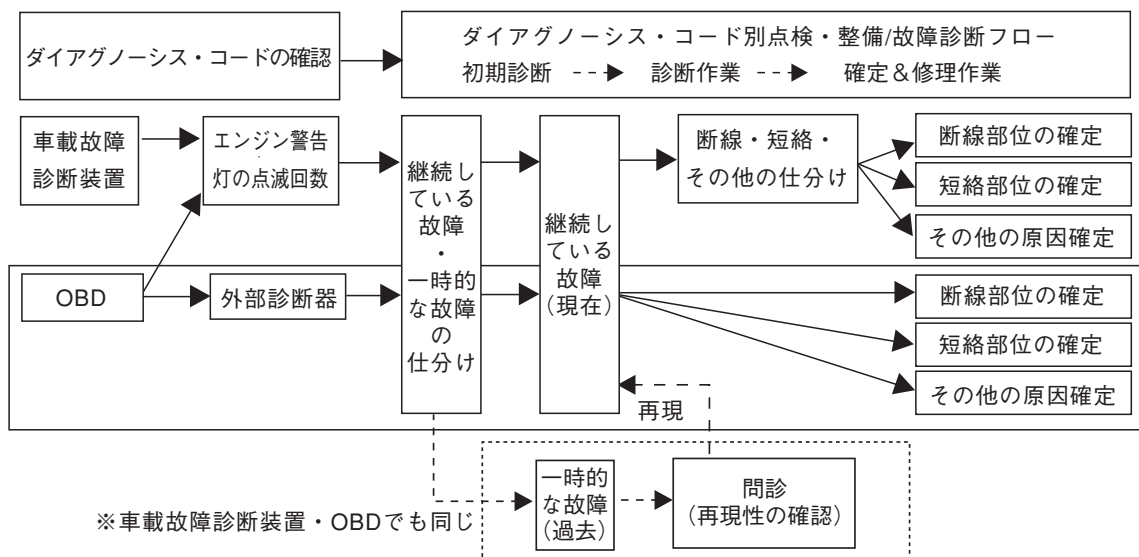 ダイアグノーシス・コードの確認
ダイアグノーシス・コード別点検・整備/故障診断フロー
初期診断
診断作業
確定&修理作業
車載故障
診断装置
エンジン警告
灯の点滅回数
継続し
ている
故障
・
一時的
な故障
の
仕分け
継続し
ている
故障
(現在)
断線・短絡・
その他の仕分け
断線部位の確定
短絡部位の確定
その他の原因確定
OBD
外部診断器
断線部位の確定
短絡部位の確定
その他の原因確定
再現
一時的
な故障
(過去)
問診
(再現性の確認)
※車載故障診断装置・OBDでも同じ